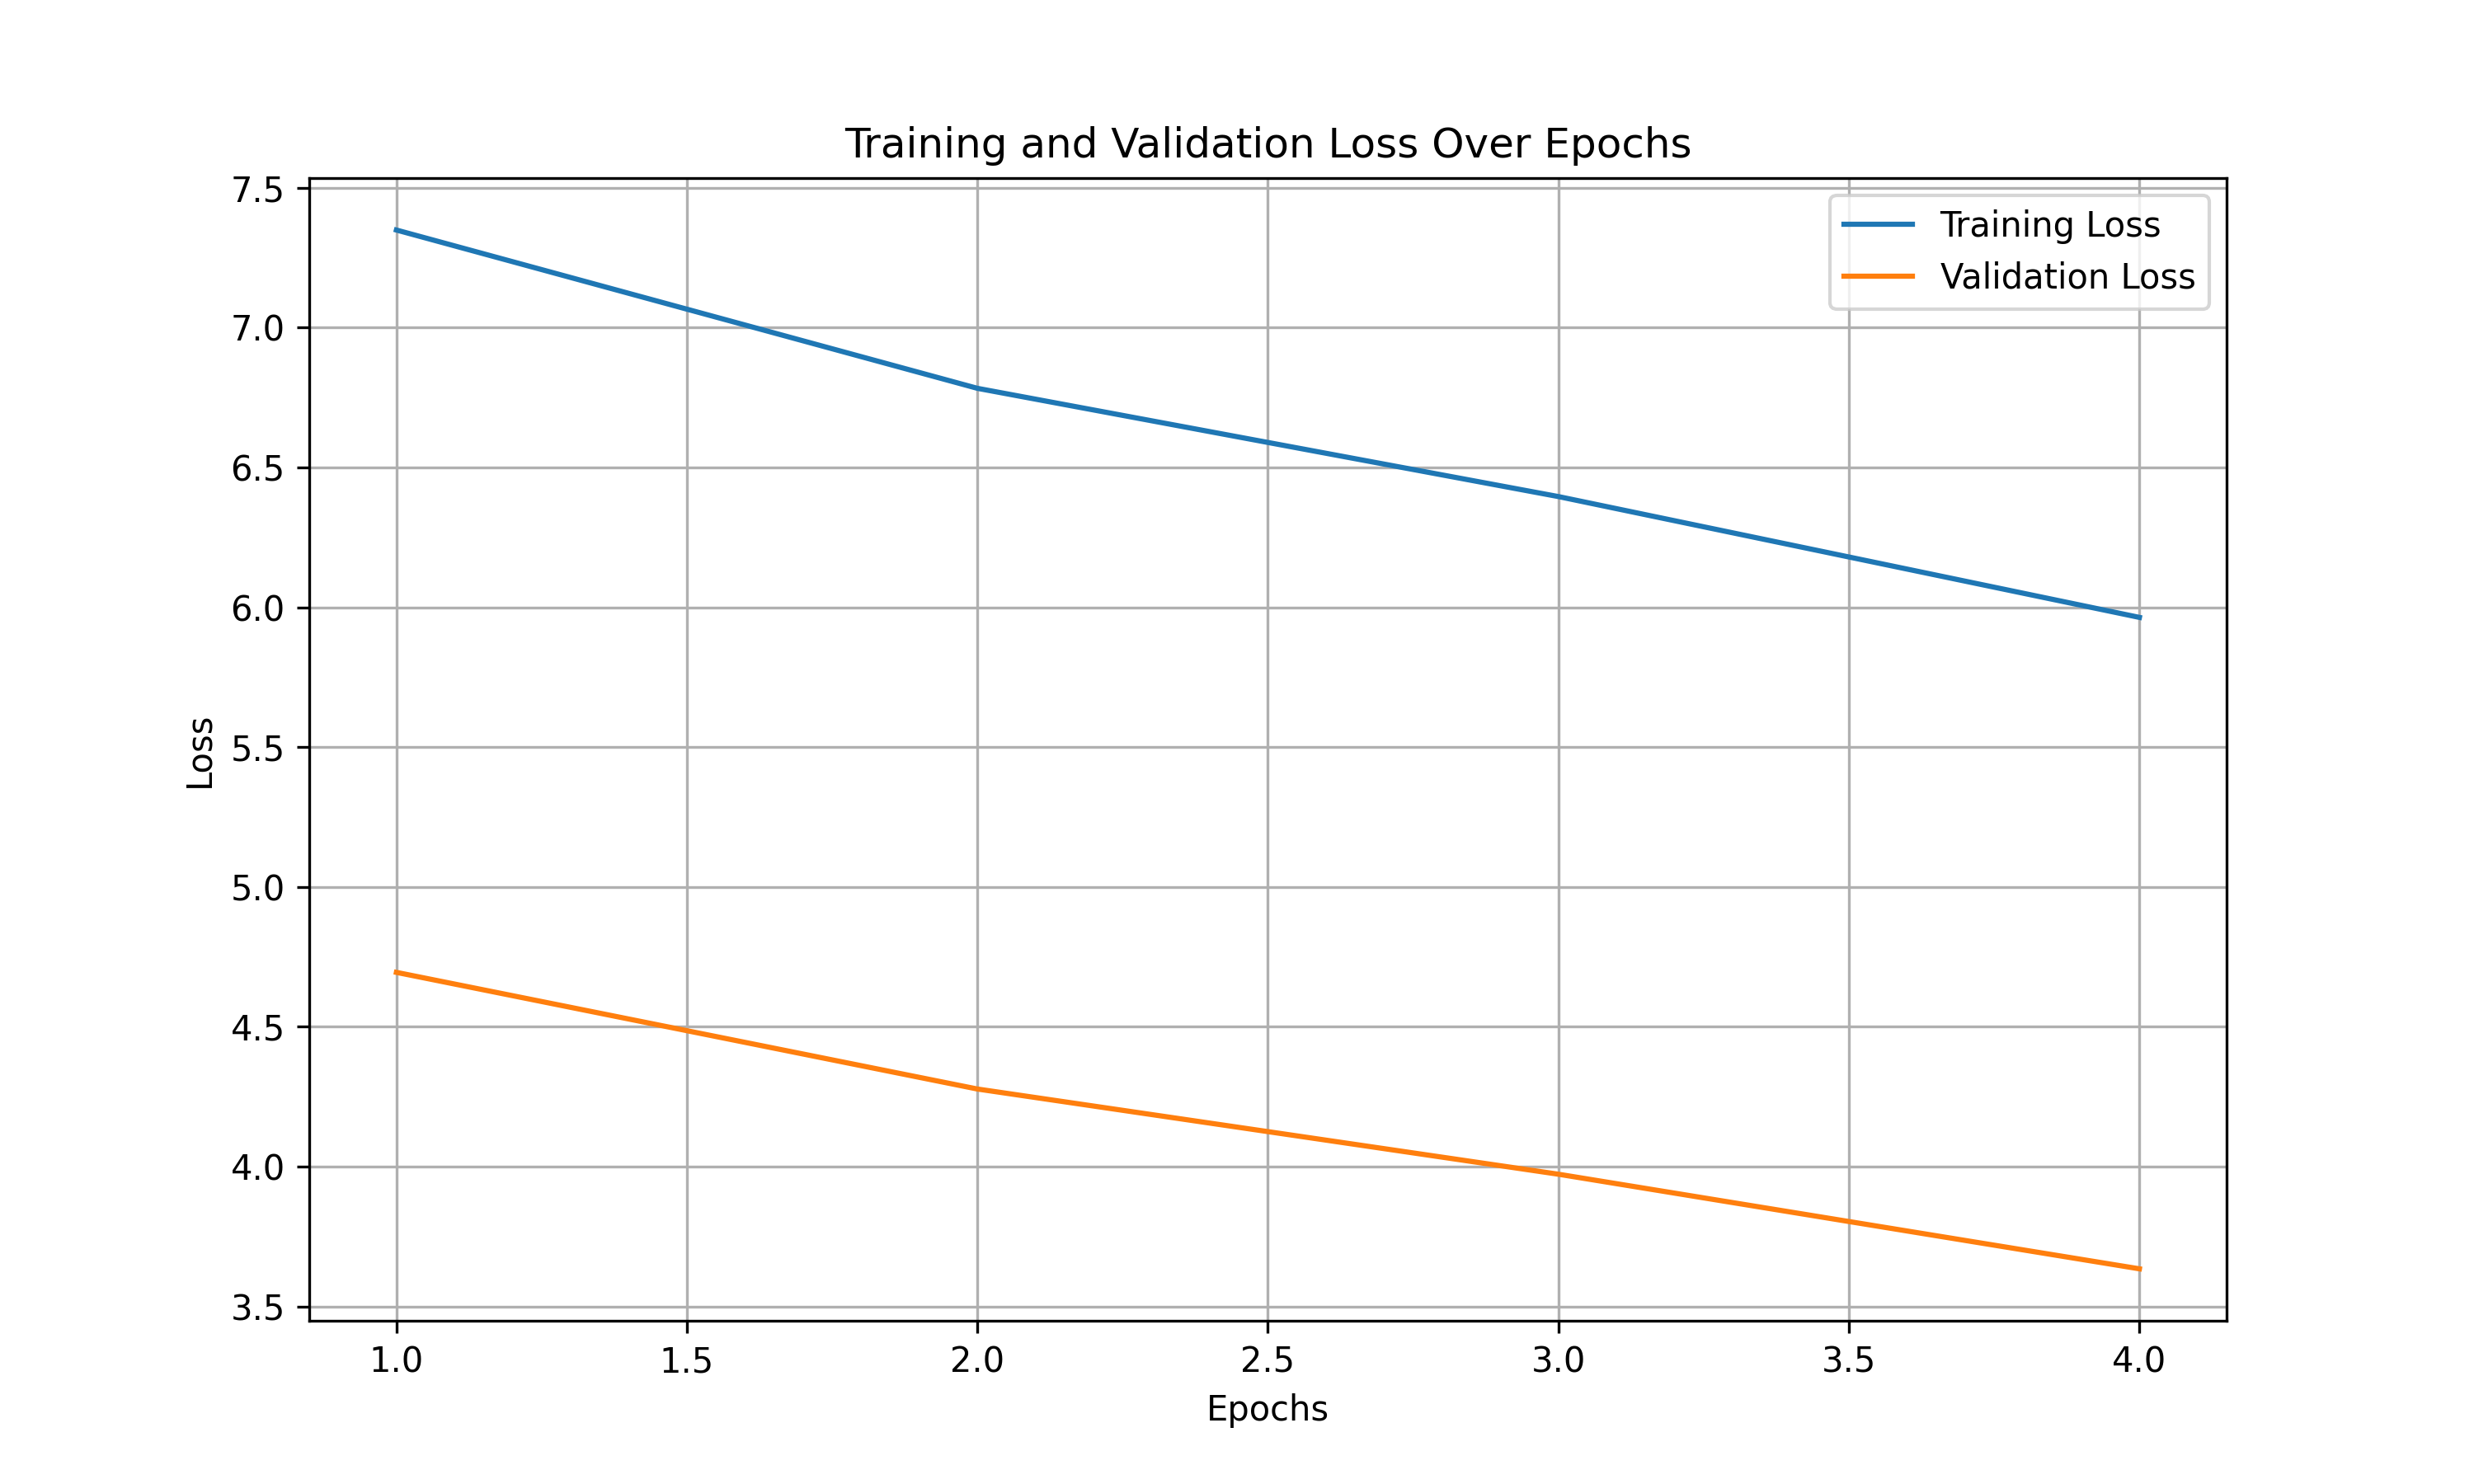 Training and Validation Loss Over Epochs
Training Loss
Validation Loss
7.5
7.0
6.5
6.0
5.5
5.0
4.5
4.0
3.5
Loss
1.0 1.5 2.0 2.5 3.0 3.5 4.0
Epochs